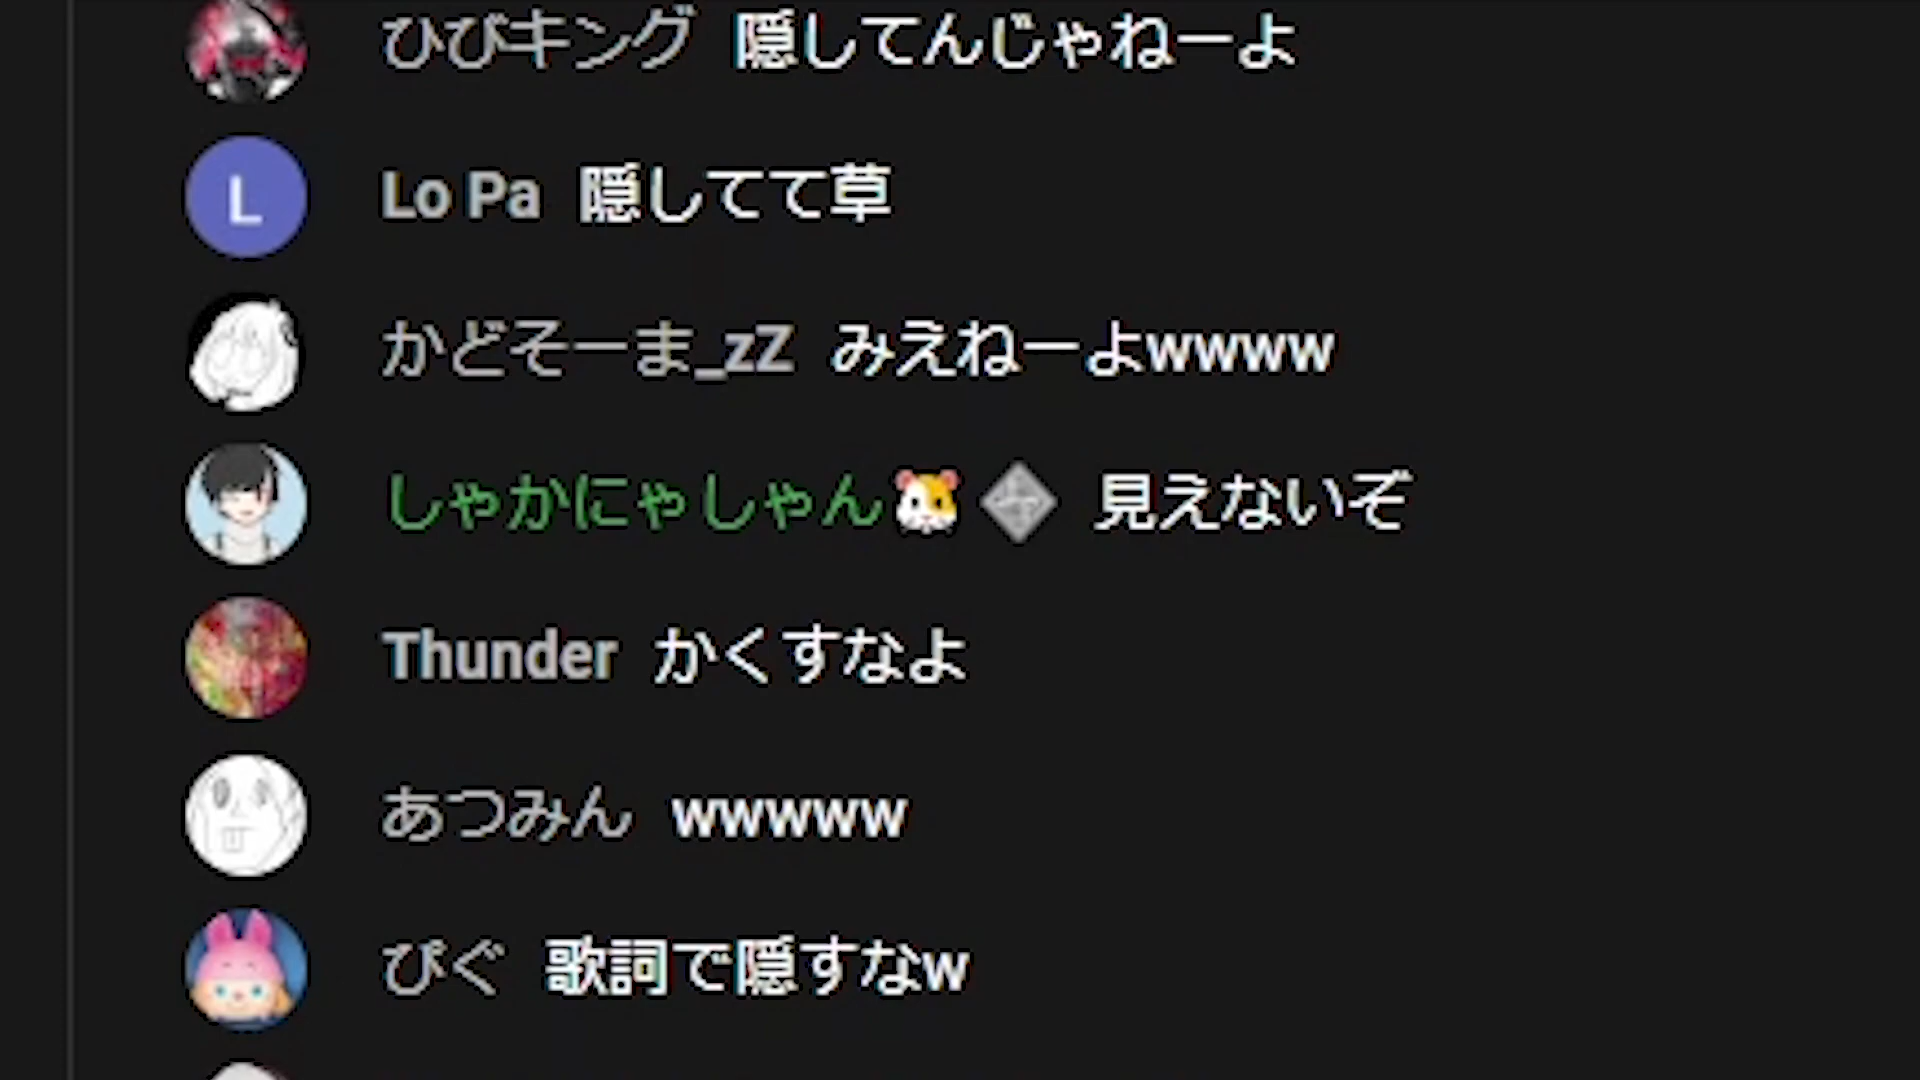 ひびキング 隠してんじゃねーよ
L Lo Pa 隠してて草
かどそーま_zZ みえねーよwwww
しゃかにゃしゃん🐹 見えないぞ
Thunder かくすなよ
あつみん wwwww
ぴぐ 歌詞で隠すなw